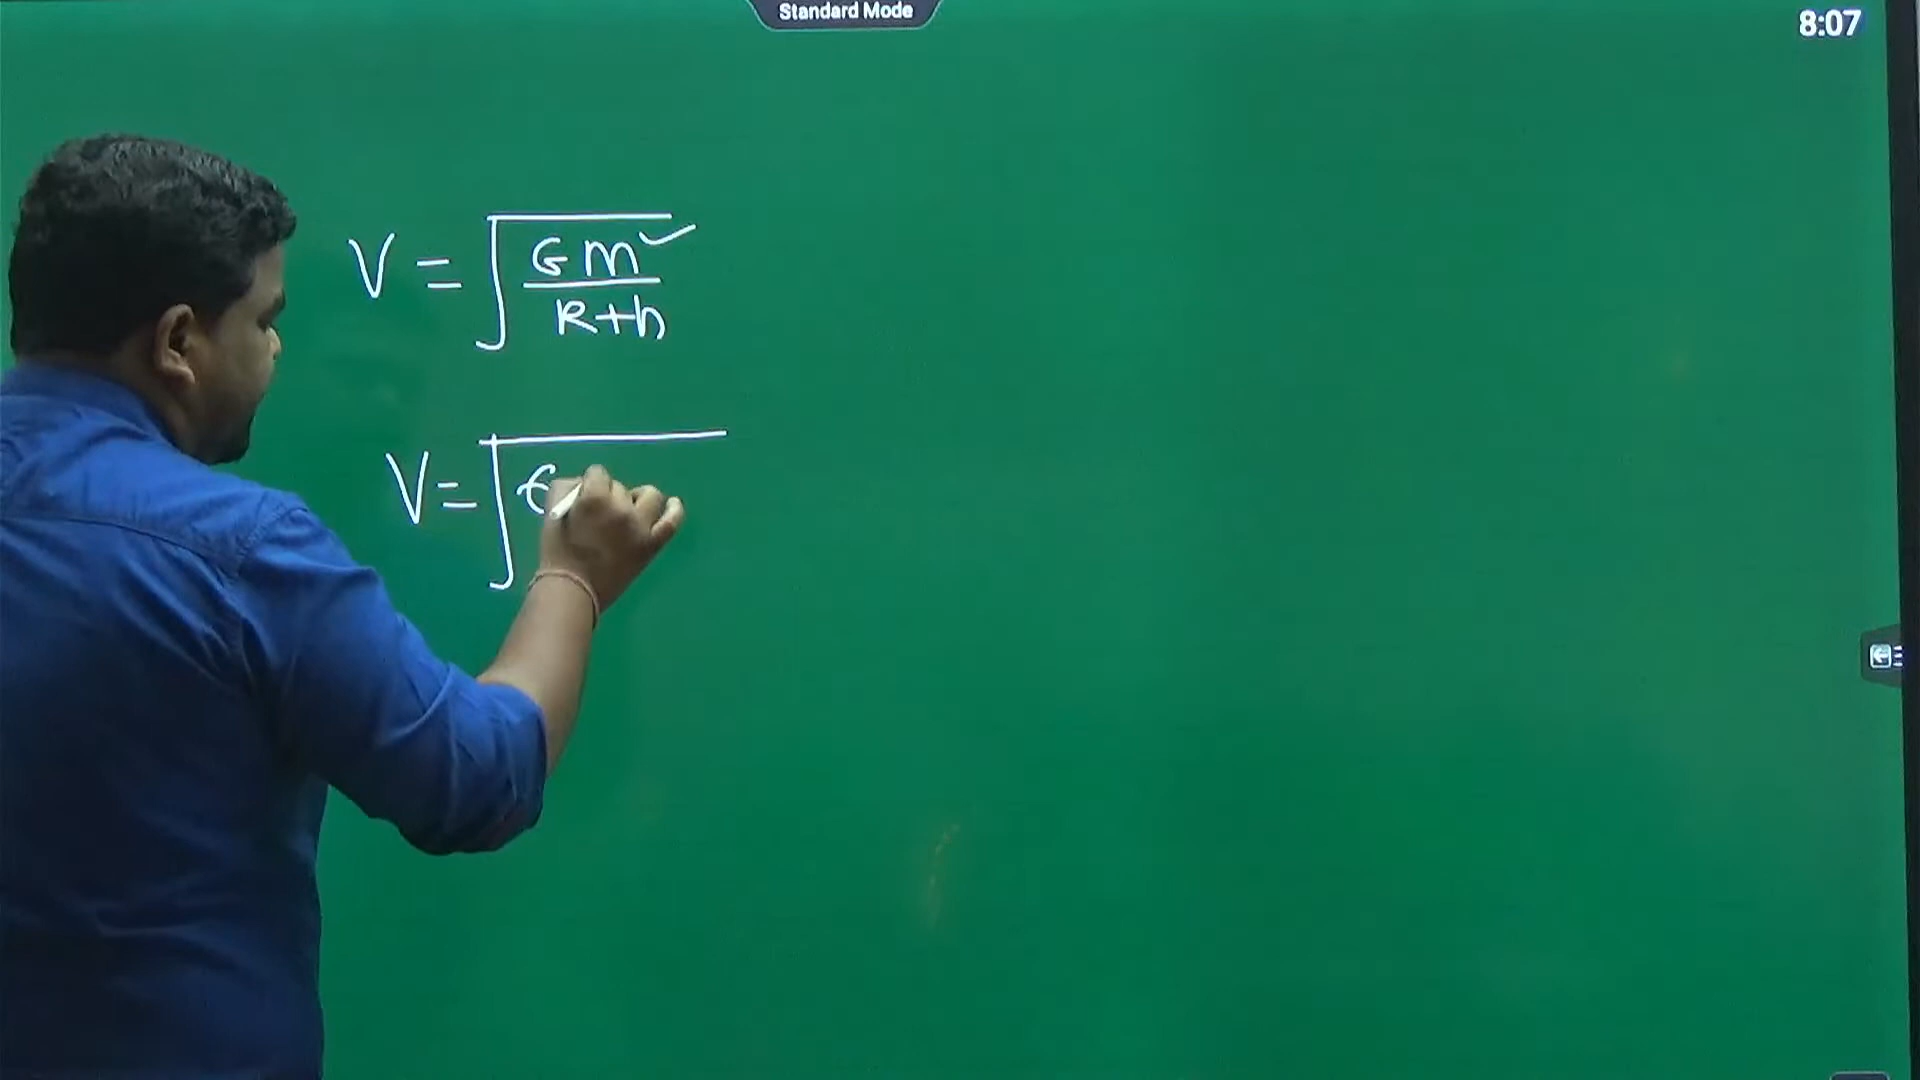 Standard Mode
8:07
V = √(GM / R+h)
V = √G